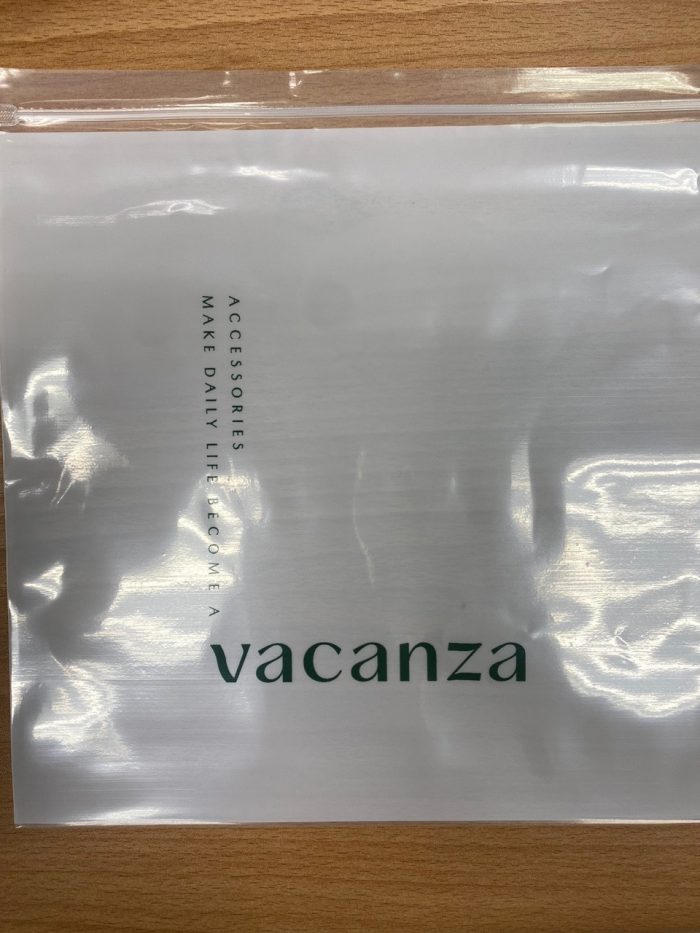 ACCESSORIES
MAKE DAILY LIFE BECOME A
vacanza